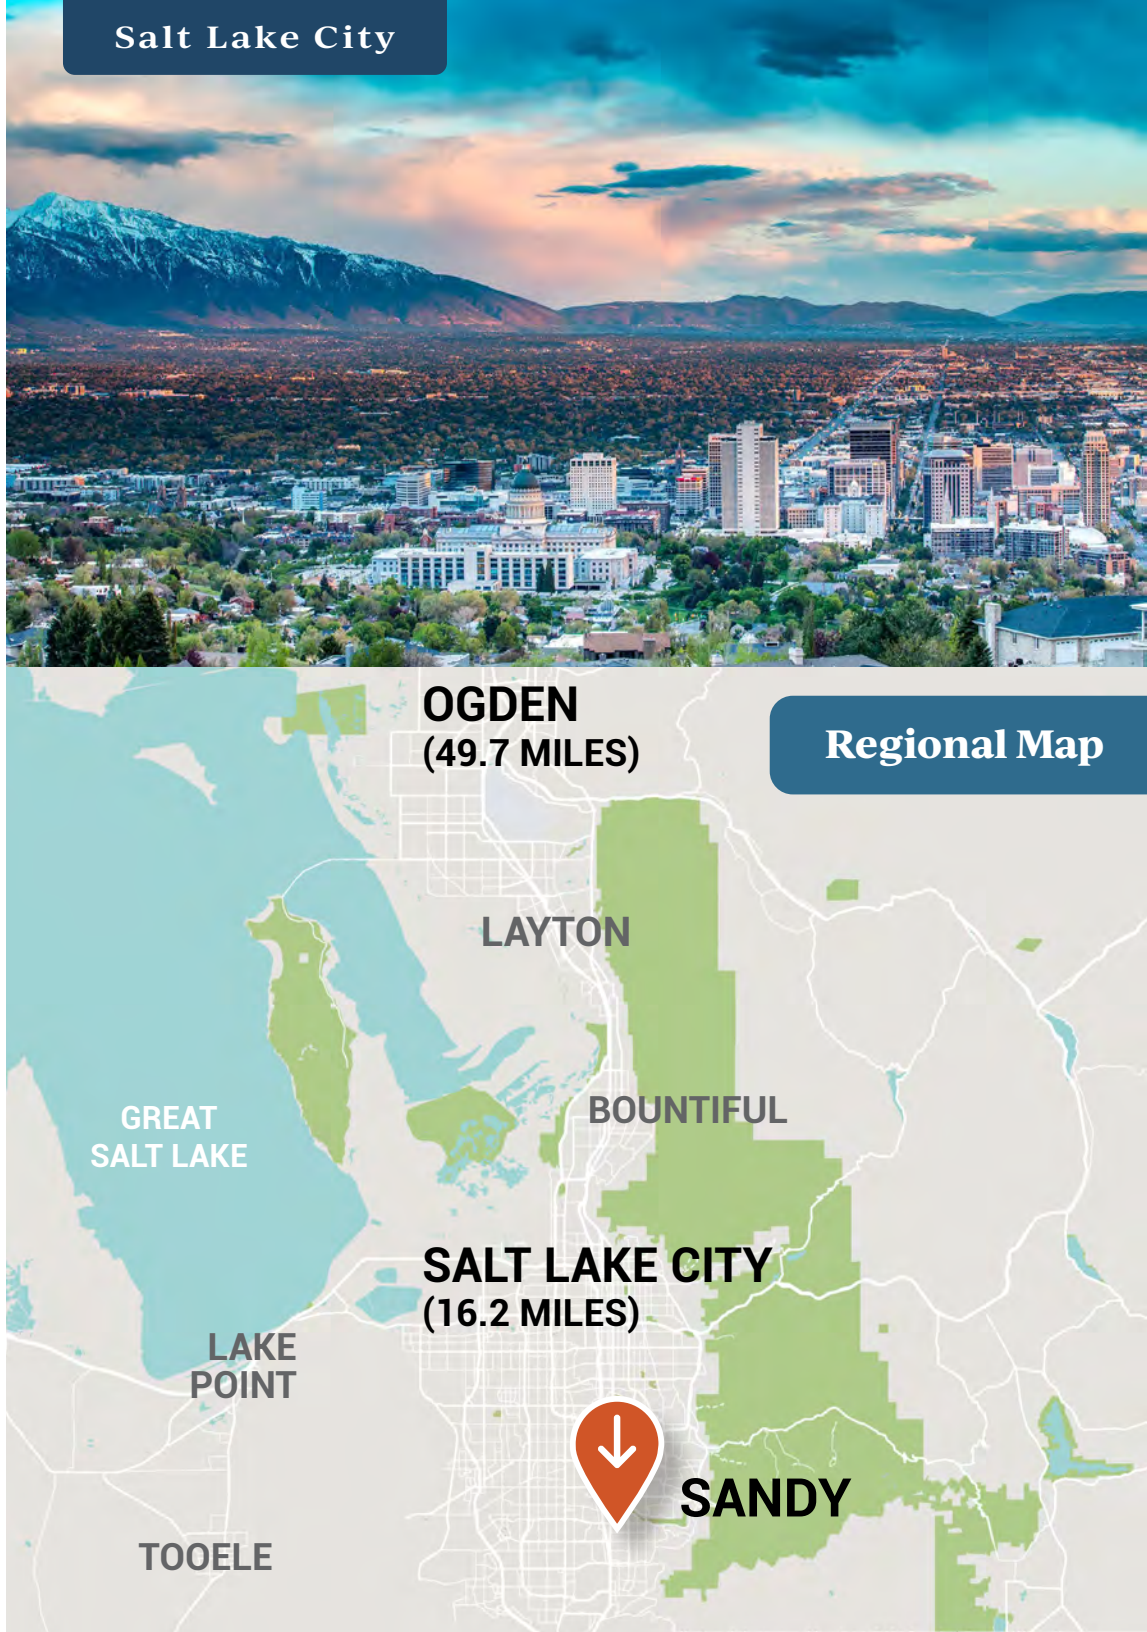 Salt Lake City
OGDEN
(49.7 MILES)
Regional Map
LAYTON
BOUNTIFUL
GREAT
SALT LAKE
SALT LAKE CITY
(16.2 MILES)
LAKE
POINT
SANDY
TOOELE